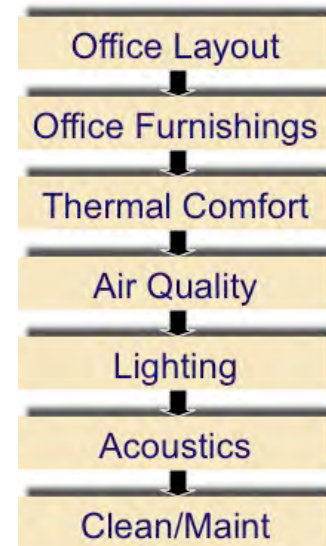 Office Layout
Office Furnishings
Thermal Comfort
Air Quality
Lighting
Acoustics
Clean/Maint